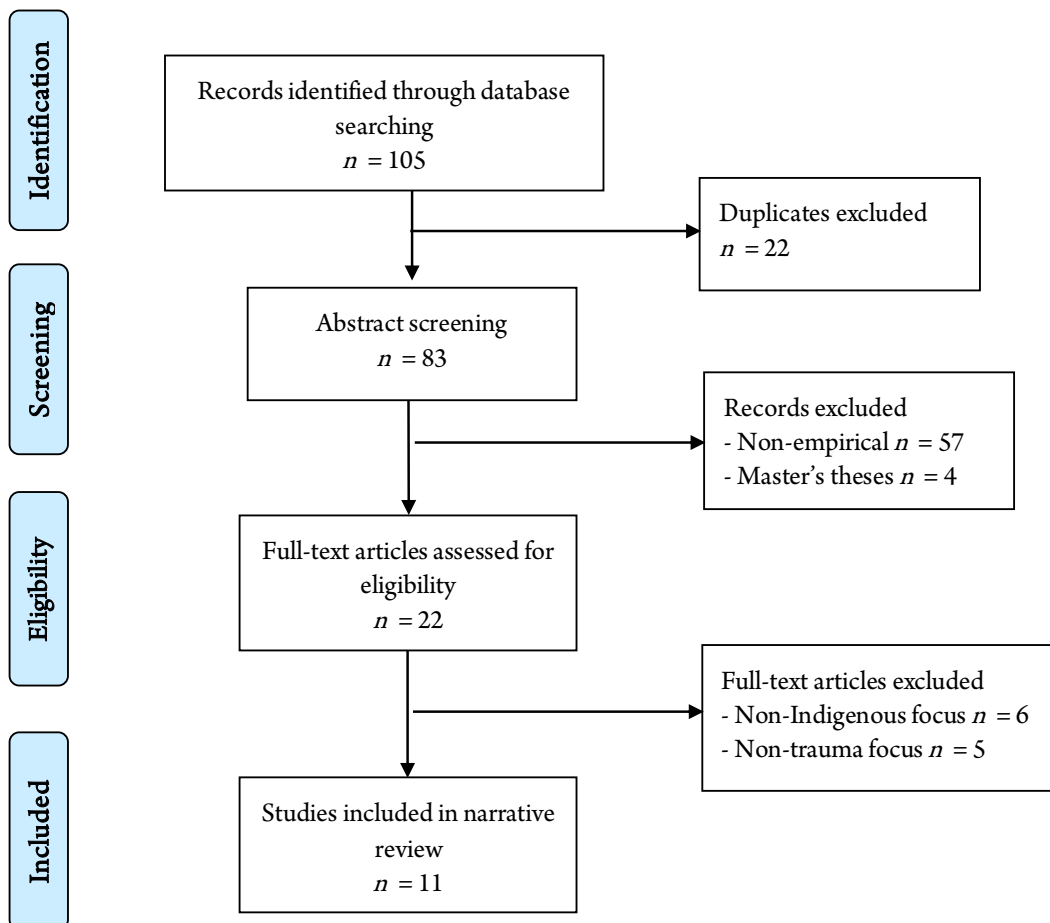 Identification
Records identified through database
searching
n = 105
Duplicates excluded
n = 22
Screening
Abstract screening
n = 83
Records excluded
- Non-empirical n = 57
- Master's theses n = 4
Eligibility
Full-text articles assessed for
eligibility
n = 22
Full-text articles excluded
- Non-Indigenous focus n = 6
- Non-trauma focus n = 5
Included
Studies included in narrative
review
n = 11